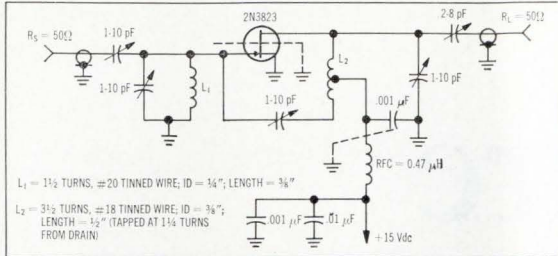 2N3823
R_S = 50Ω
1-10 pF
2-8 pF
R_L = 50Ω
1-10 pF
L₁
L₂
1-10 pF
1-10 pF
.001 μF
RFC = 0.47 μH
L₁ = 1½ TURNS, #20 TINNED WIRE; ID = ¼"; LENGTH = ⅜"
L₂ = 3½ TURNS, #18 TINNED WIRE; ID = ⅜";
LENGTH = ½" (TAPPED AT 1¼ TURNS
FROM DRAIN)
.001 μF
.01 μF
+15 Vdc